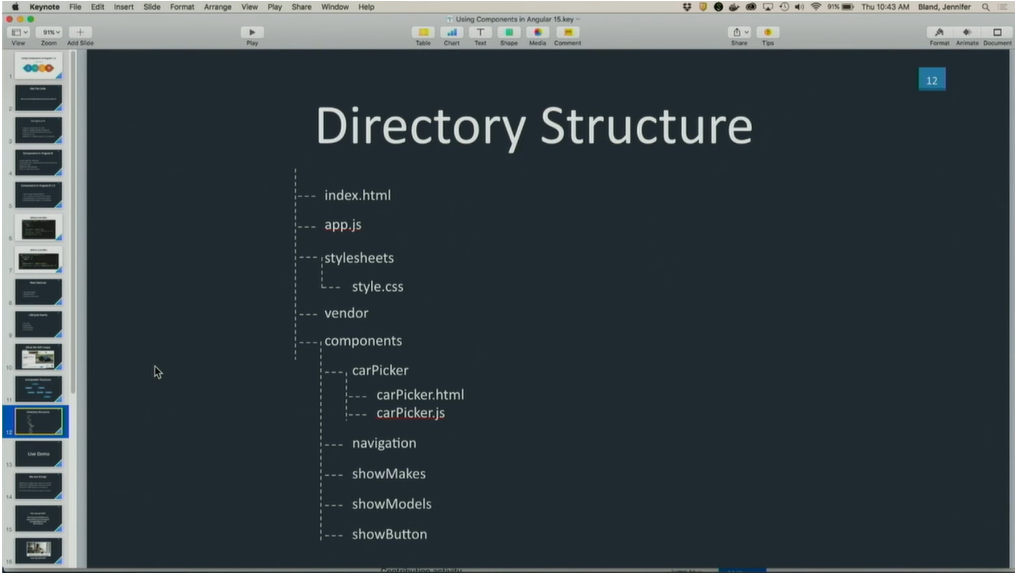 Keynote File Edit Insert Slide Format Arrange View Play Share Window Help
91% Thu 10:43 AM Bland, Jennifer
Using Components in Angular 15.key
91%
View Zoom Add Slide Play Table Chart Text Shape Media Comment Share Tips Format Animate Document
12
Directory Structure
index.html
app.js
stylesheets
style.css
vendor
components
carPicker
carPicker.html
carPicker.js
navigation
showMakes
showModels
showButton
Live Demo